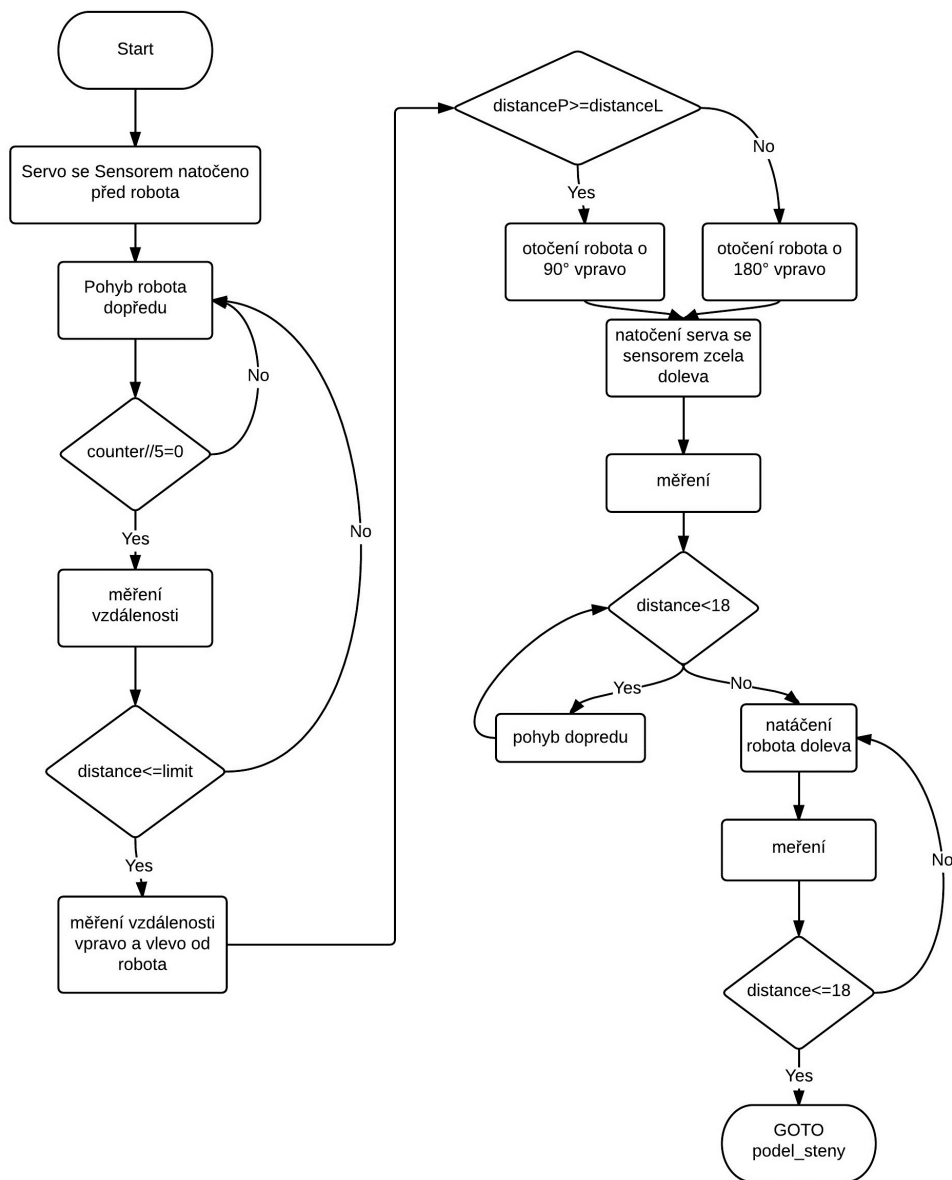 Start
Servo se Sensorem natočeno
před robota
Pohyb robota
dopředu
No
counter//5=0
Yes
No
měření
vzdálenosti
distance<=limit
Yes
měření vzdálenosti
vpravo a vlevo od
robota
distanceP>=distanceL
No
Yes
otočení robota o
90° vpravo
otočení robota o
180° vpravo
natočení serva se
sensorem zcela
doleva
měření
distance<18
Yes
No
pohyb dopredu
natáčení
robota doleva
meření
No
distance<=18
Yes
GOTO
podel_steny